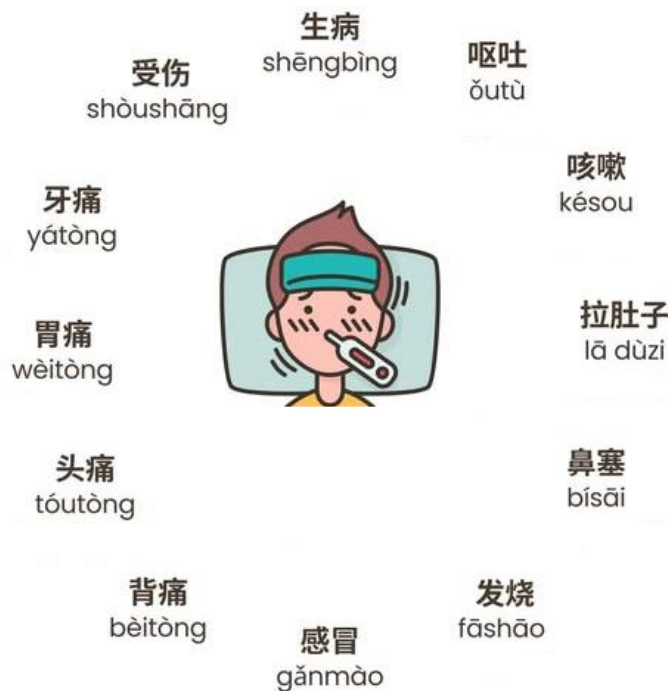 生病
shēngbìng
呕吐
ǒutù
咳嗽
késou
拉肚子
lā dùzi
鼻塞
bísāi
发烧
fāshāo
感冒
gǎnmào
背痛
bèitòng
头痛
tóutòng
胃痛
wèitòng
牙痛
yátòng
受伤
shòushāng